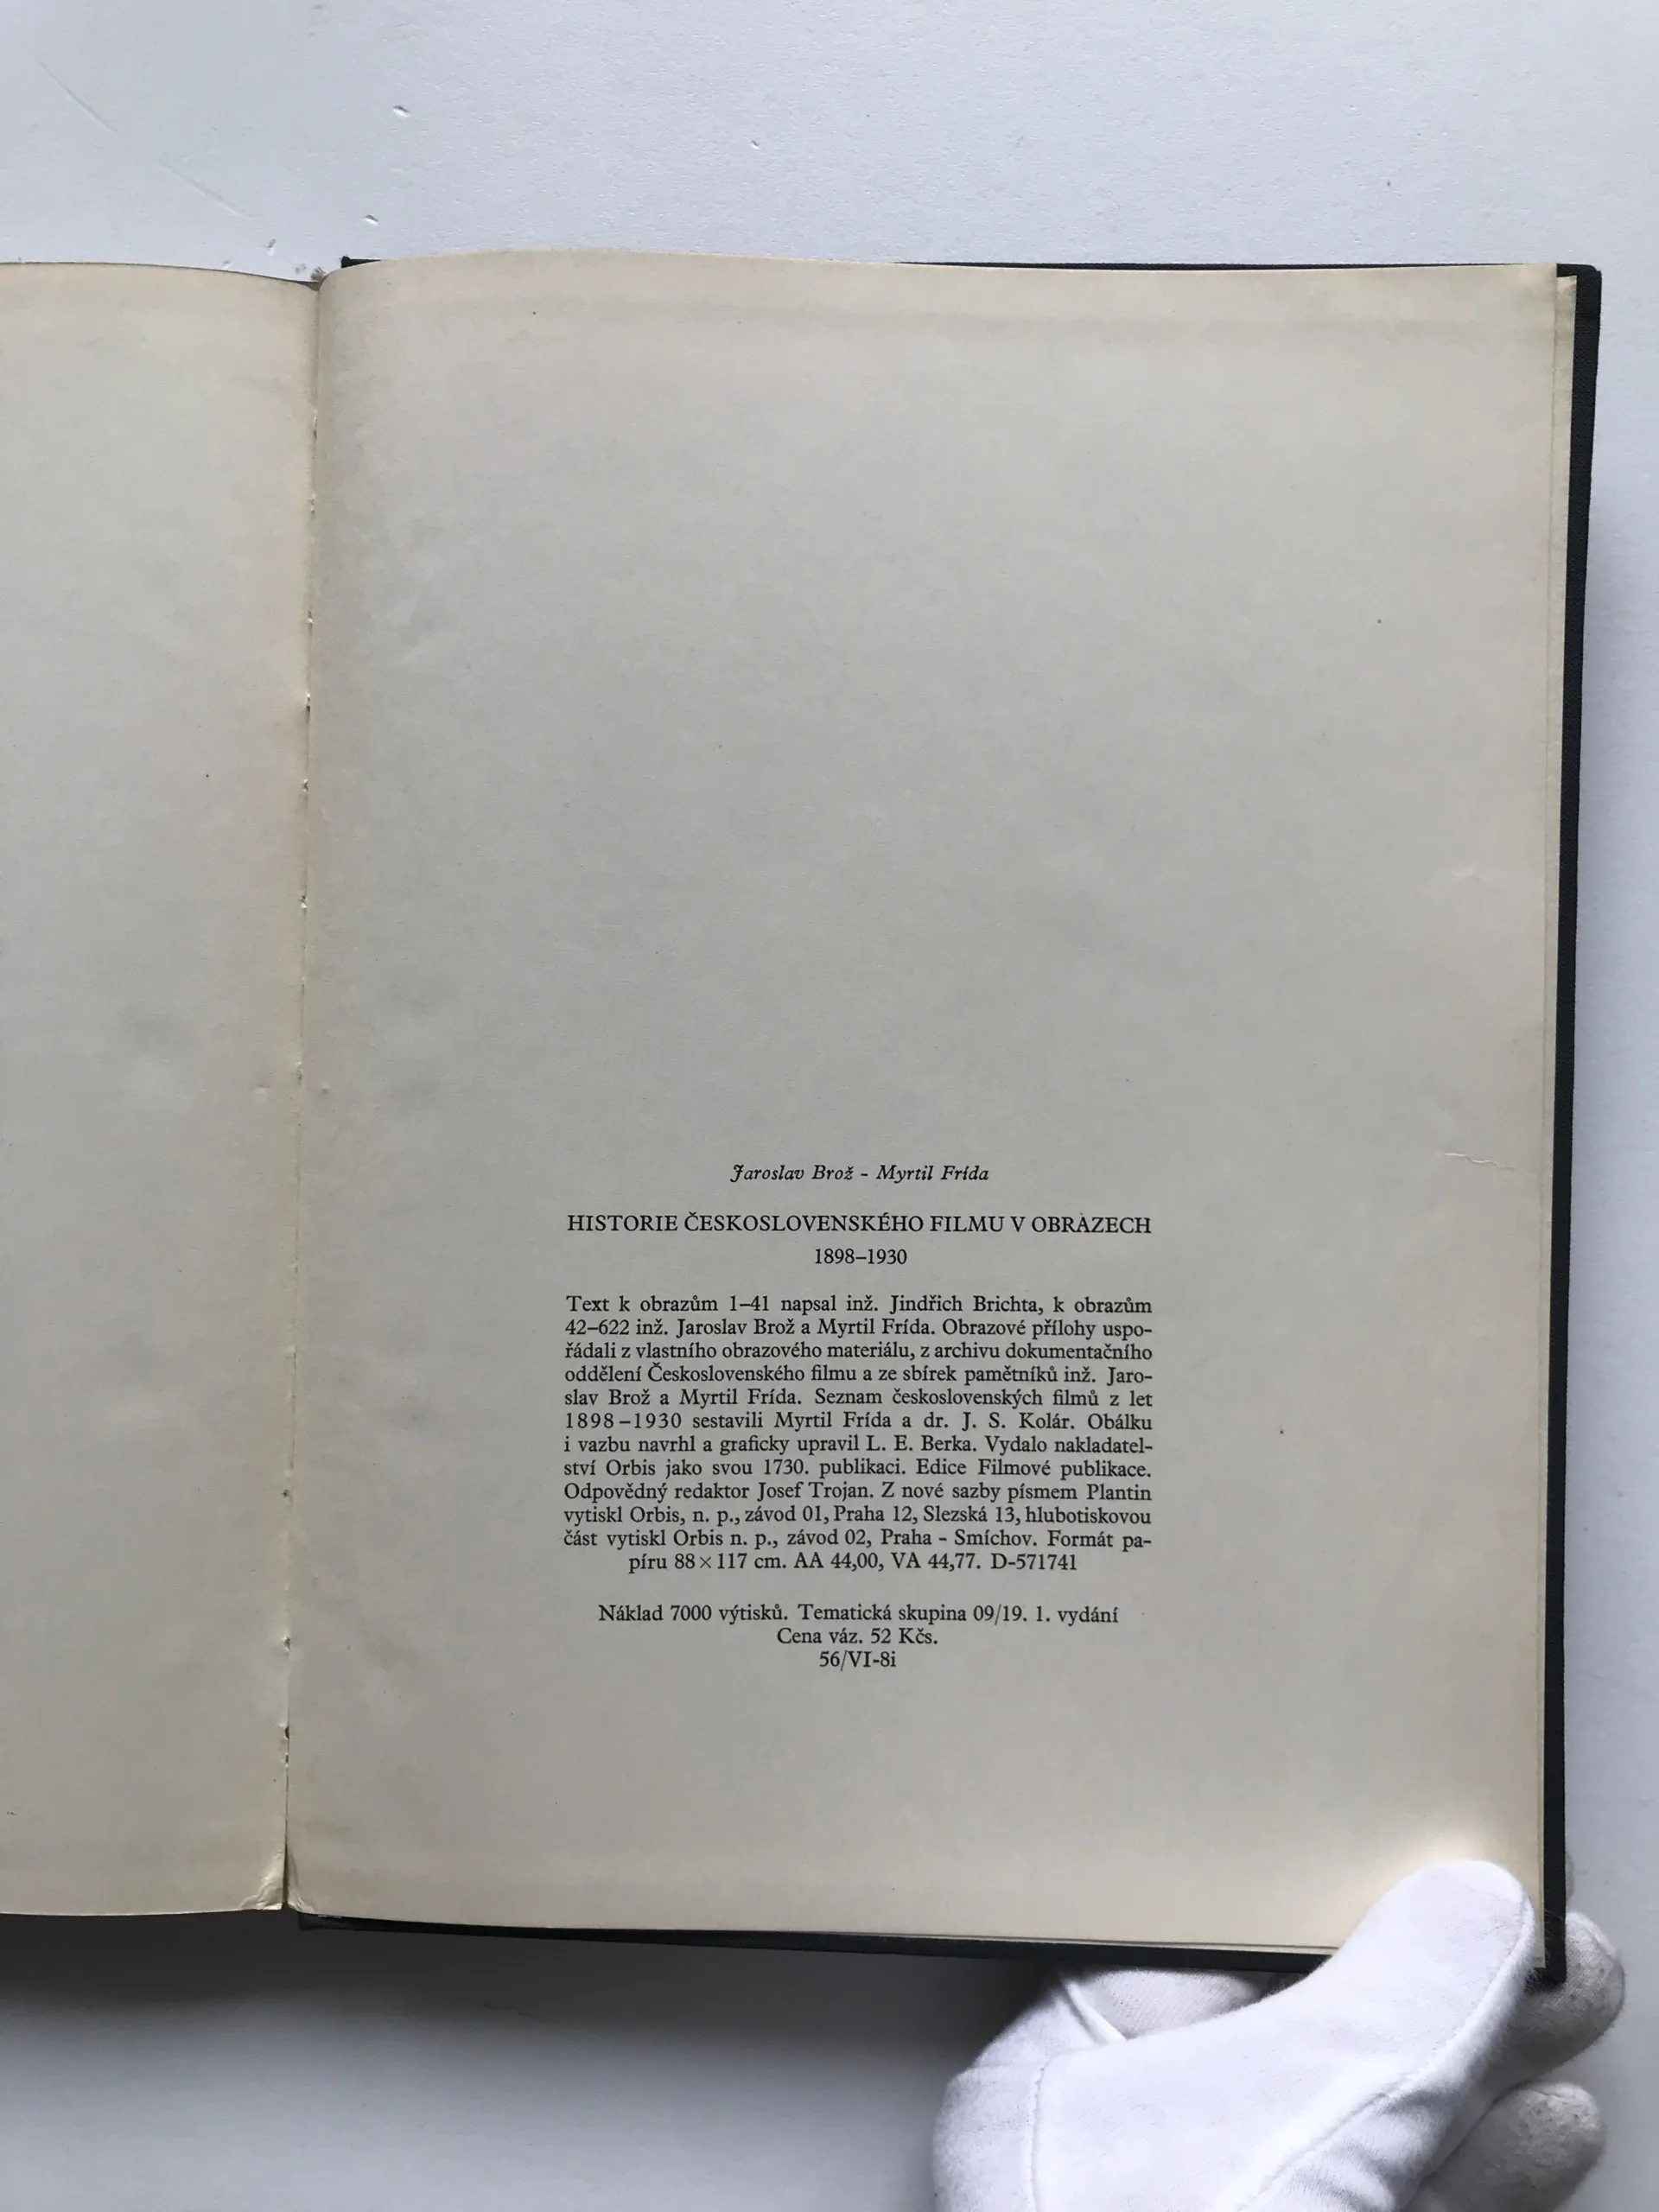 Jaroslav Brož – Myrtil Frída
HISTORIE ČESKOSLOVENSKÉHO FILMU V OBRAZECH
1898–1930
Text k obrazům 1–41 napsal inž. Jindřich Brichta, k obrazům
42–622 inž. Jaroslav Brož a Myrtil Frída. Obrazové přílohy uspo-
řádali z vlastního obrazového materiálu, z archivu dokumentačního
oddělení Československého filmu a ze sbírek pamětníků inž. Jaro-
slav Brož a Myrtil Frída. Seznam československých filmů z let
1898–1930 sestavili Myrtil Frída a dr. J. S. Kolár. Obálku
i vazbu navrhl a graficky upravil L. E. Berka. Vydalo nakladatel-
ství Orbis jako svou 1730. publikaci. Edice Filmové publikace.
Odpovědný redaktor Josef Trojan. Z nové sazby písmem Plantin
vytiskl Orbis, n. p., závod 01, Praha 12, Slezská 13, hlubotiskovou
část vytiskl Orbis n. p., závod 02, Praha - Smíchov. Formát pa-
píru 88 × 117 cm. AA 44,00, VA 44,77. D-571741
Náklad 7000 výtisků. Tematická skupina 09/19. 1. vydání
Cena váz. 52 Kčs.
56/VI-8i